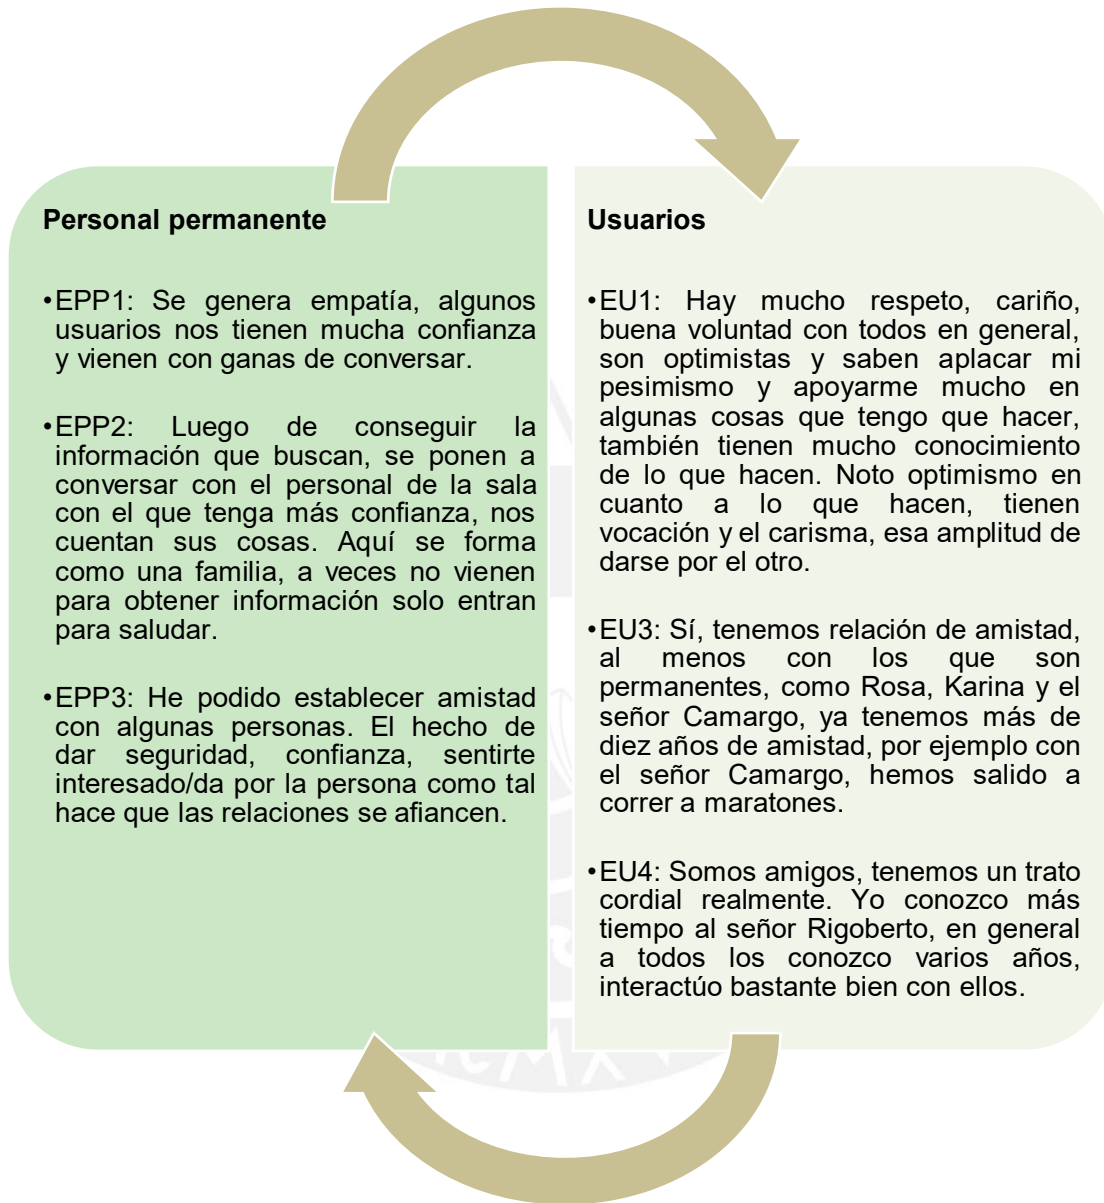 Personal permanente
•EPP1: Se genera empatía, algunos
usuarios nos tienen mucha confianza
y vienen con ganas de conversar.
•EPP2: Luego de conseguir la
información que buscan, se ponen a
conversar con el personal de la sala
con el que tenga más confianza, nos
cuentan sus cosas. Aquí se forma
como una familia, a veces no vienen
para obtener información solo entran
para saludar.
•EPP3: He podido establecer amistad
con algunas personas. El hecho de
dar seguridad, confianza, sentirte
interesado/da por la persona como tal
hace que las relaciones se afiancen.
Usuarios
•EU1: Hay mucho respeto, cariño,
buena voluntad con todos en general,
son optimistas y saben aplacar mi
pesimismo y apoyarme mucho en
algunas cosas que tengo que hacer,
también tienen mucho conocimiento
de lo que hacen. Noto optimismo en
cuanto a lo que hacen, tienen
vocación y el carisma, esa amplitud de
darse por el otro.
•EU3: Sí, tenemos relación de amistad,
al menos con los que son
permanentes, como Rosa, Karina y el
señor Camargo, ya tenemos más de
diez años de amistad, por ejemplo con
el señor Camargo, hemos salido a
correr a maratones.
•EU4: Somos amigos, tenemos un trato
cordial realmente. Yo conozco más
tiempo al señor Rigoberto, en general
a todos los conozco varios años,
interactúo bastante bien con ellos.